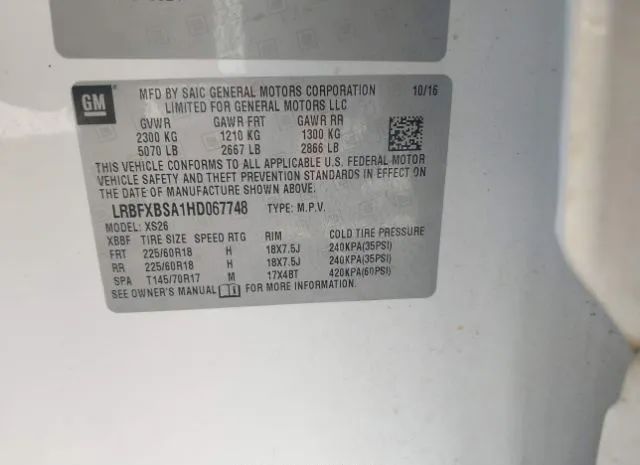 GM
MFD BY SAIC GENERAL MOTORS CORPORATION 10/16
LIMITED FOR GENERAL MOTORS LLC
GVWR GAWR FRT GAWR RR
2300 KG 1210 KG 1300 KG
5070 LB 2667 LB 2866 LB
THIS VEHICLE CONFORMS TO ALL APPLICABLE U.S. FEDERAL MOTOR
VEHICLE SAFETY AND THEFT PREVENTION STANDARDS IN EFFECT ON
THE DATE OF MANUFACTURE SHOWN ABOVE.
LRBFXBSA1HD067748 TYPE: M.P.V.
MODEL: XS26
XBBF TIRE SIZE SPEED RTG RIM COLD TIRE PRESSURE
FRT 225/60R18 H 18X7.5J 240KPA(35PSI)
RR 225/60R18 H 18X7.5J 240KPA(35PSI)
SPA T145/70R17 M 17X4BT 420KPA(60PSI)
SEE OWNER'S MANUAL FOR MORE INFORMATION.